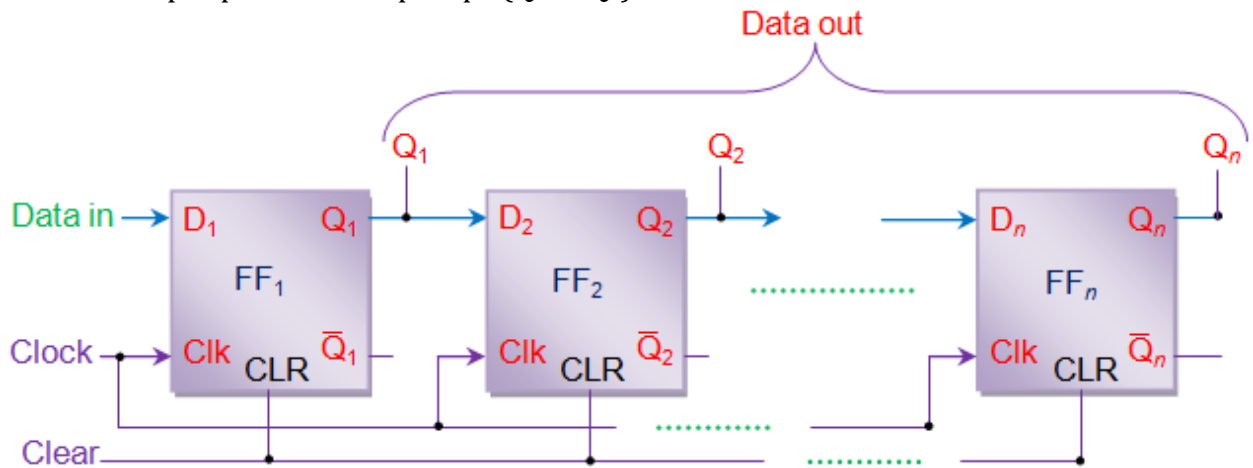 Data out
Q₁ Q₂ Qₙ
Data in D₁ Q₁ D₂ Q₂ Dₙ Qₙ
FF₁ FF₂ FFₙ
Clock Clk Q̅₁ Clk Q̅₂ Clk Q̅ₙ
CLR CLR CLR
Clear